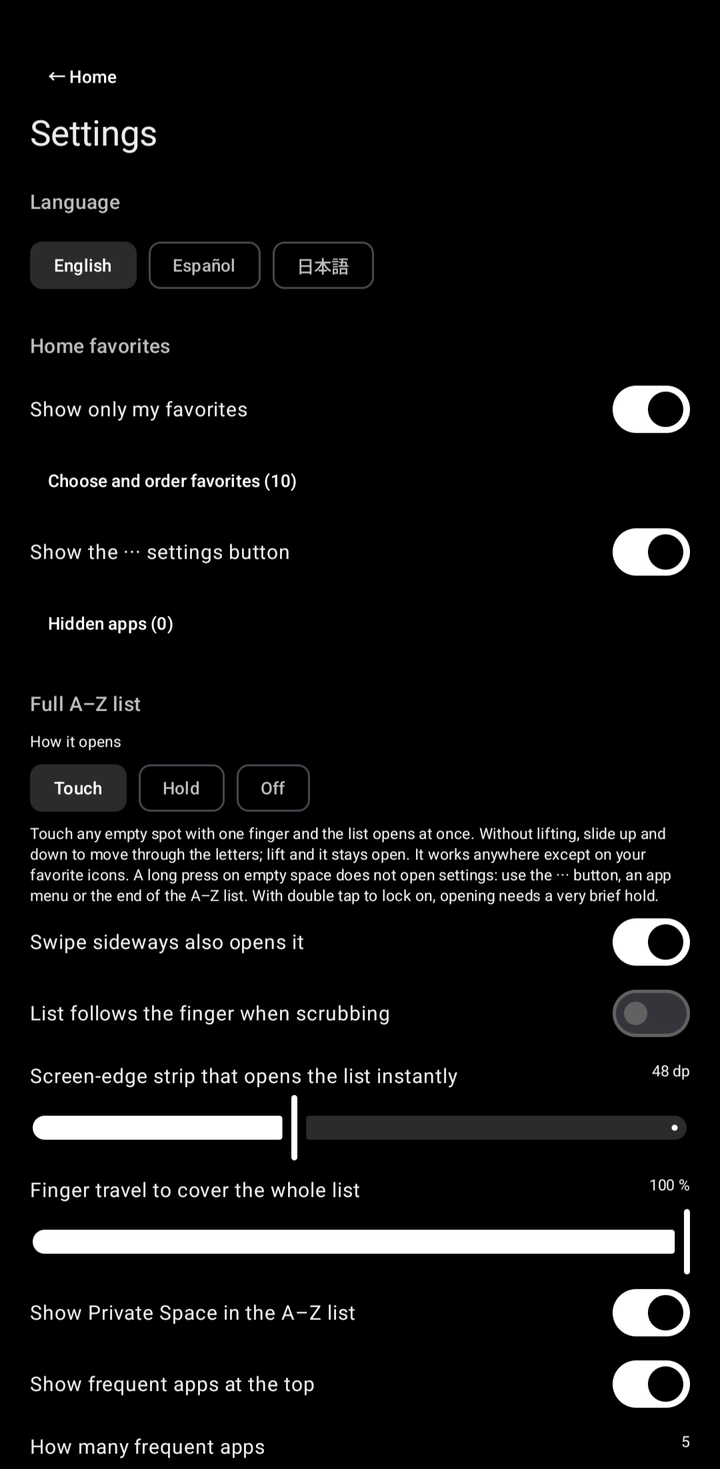 ← Home
Settings
Language
English Español 日本語
Home favorites
Show only my favorites
Choose and order favorites (10)
Show the ··· settings button
Hidden apps (0)
Full A–Z list
How it opens
Touch Hold Off
Touch any empty spot with one finger and the list opens at once. Without lifting, slide up and
down to move through the letters; lift and it stays open. It works anywhere except on your
favorite icons. A long press on empty space does not open settings: use the ··· button, an app
menu or the end of the A–Z list. With double tap to lock on, opening needs a very brief hold.
Swipe sideways also opens it
List follows the finger when scrubbing
Screen-edge strip that opens the list instantly 48 dp
Finger travel to cover the whole list 100 %
Show Private Space in the A–Z list
Show frequent apps at the top
How many frequent apps 5